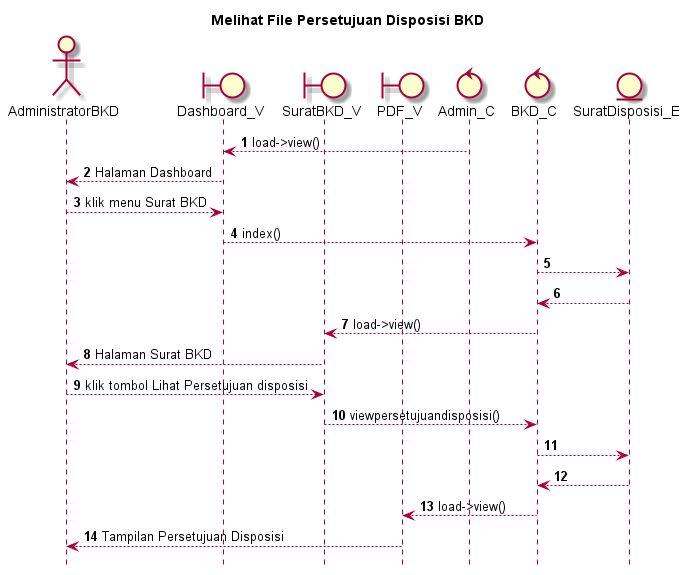 Melihat File Persetujuan Disposisi BKD
AdministratorBKD Dashboard_V SuratBKD_V PDF_V Admin_C BKD_C SuratDisposisi_E
1 load->view()
2 Halaman Dashboard
3 klik menu Surat BKD
4 index()
5
6
7 load->view()
8 Halaman Surat BKD
9 klik tombol Lihat Persetujuan disposisi
10 viewpersetujuandisposisi()
11
12
13 load->view()
14 Tampilan Persetujuan Disposisi